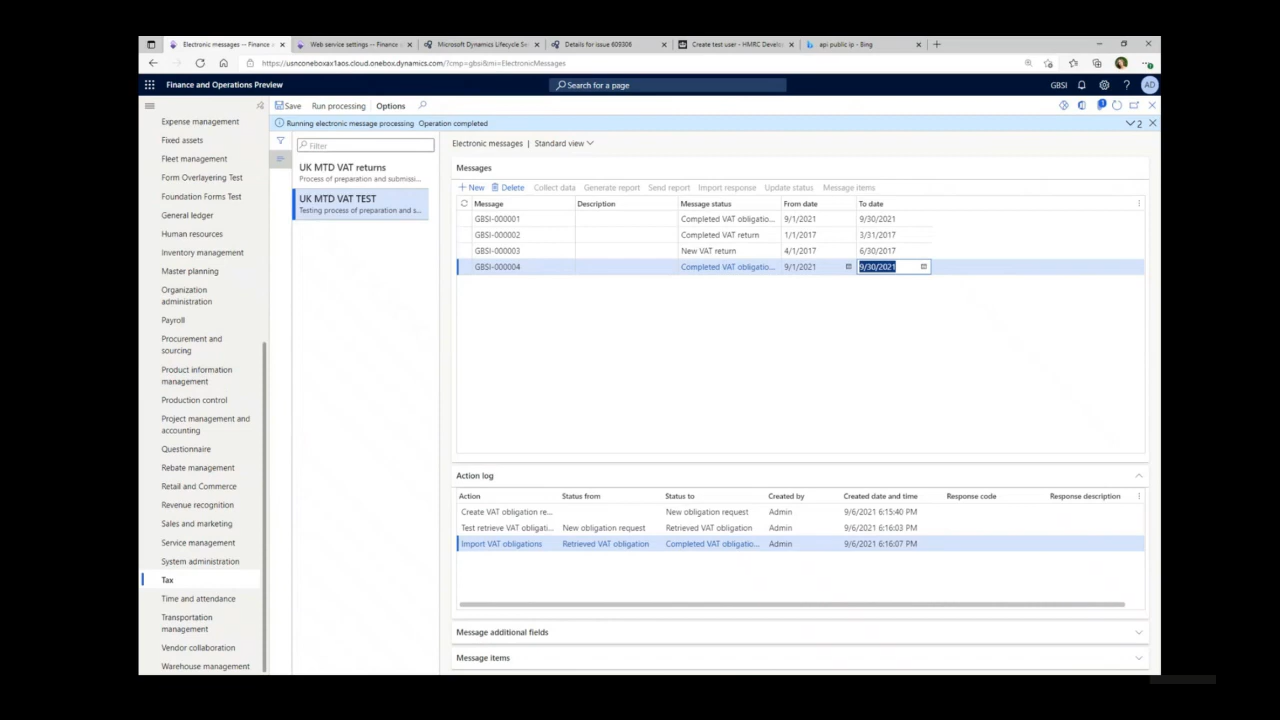 Electronic messages -- Finance
Web service settings -- Finance
Microsoft Dynamics Lifecycle Se
Details for issue 609306
Create test user - HMRC Develo
api public ip - Bing
https://usnconeboxax1aos.cloud.onebox.dynamics.com/?cmp=gbsi&mi=ElectronicMessages
Finance and Operations Preview
Search for a page
GBSI
AD
Save Run processing Options
Running electronic message processing Operation completed
2
Expense management
Fixed assets
Fleet management
Form Overlayering Test
Foundation Forms Test
General ledger
Human resources
Inventory management
Master planning
Organization
administration
Payroll
Procurement and
sourcing
Product information
management
Production control
Project management and
accounting
Questionnaire
Rebate management
Retail and Commerce
Revenue recognition
Sales and marketing
Service management
System administration
Tax
Time and attendance
Transportation
management
Vendor collaboration
Warehouse management
Filter
UK MTD VAT returns
Process of preparation and submissi...
UK MTD VAT TEST
Testing process of preparation and s...
Electronic messages | Standard view
Messages
New Delete Collect data Generate report Send report Import response Update status Message items
Message Description Message status From date To date
GBSI-000001 Completed VAT obligatio... 9/1/2021 9/30/2021
GBSI-000002 Completed VAT return 1/1/2017 3/31/2017
GBSI-000003 New VAT return 4/1/2017 6/30/2017
GBSI-000004 Completed VAT obligatio... 9/1/2021 9/30/2021
Action log
Action Status from Status to Created by Created date and time Response code Response description
Create VAT obligation re... New obligation request Admin 9/6/2021 6:15:40 PM
Test retrieve VAT obligati... New obligation request Retrieved VAT obligation Admin 9/6/2021 6:16:03 PM
Import VAT obligations Retrieved VAT obligation Completed VAT obligatio... Admin 9/6/2021 6:16:07 PM
Message additional fields
Message items